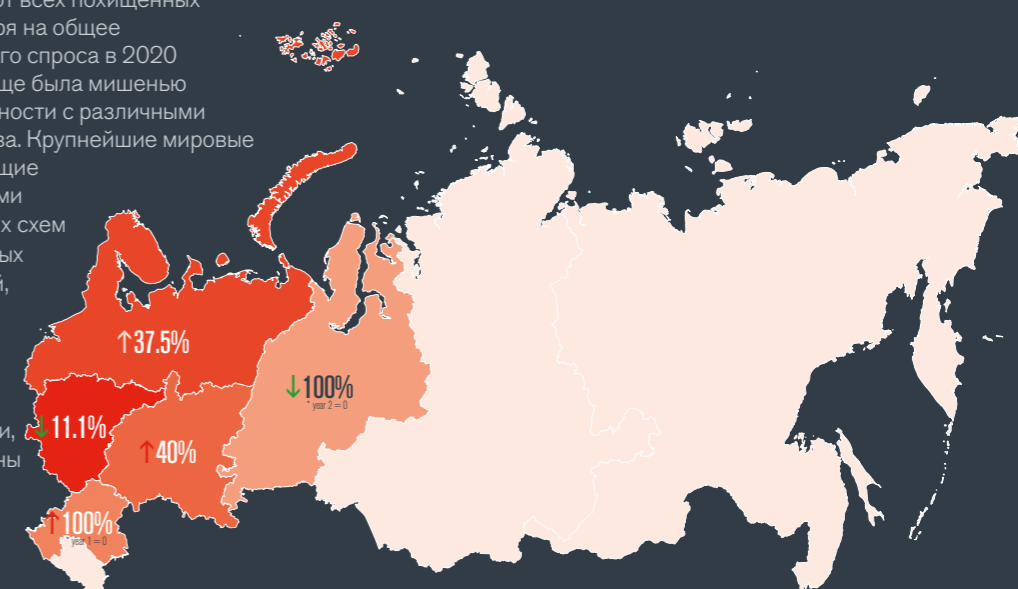 от всех похищенных
ря на общее
го спроса в 2020
ще была мишенью
ности с различными
ва. Крупнейшие мировые
щие
ми
х схем
ых
й,
и,
ны
↑37.5%
↓100%
* year 2 = 0
↓11.1%
↑40%
↑100%
* year 1 = 0